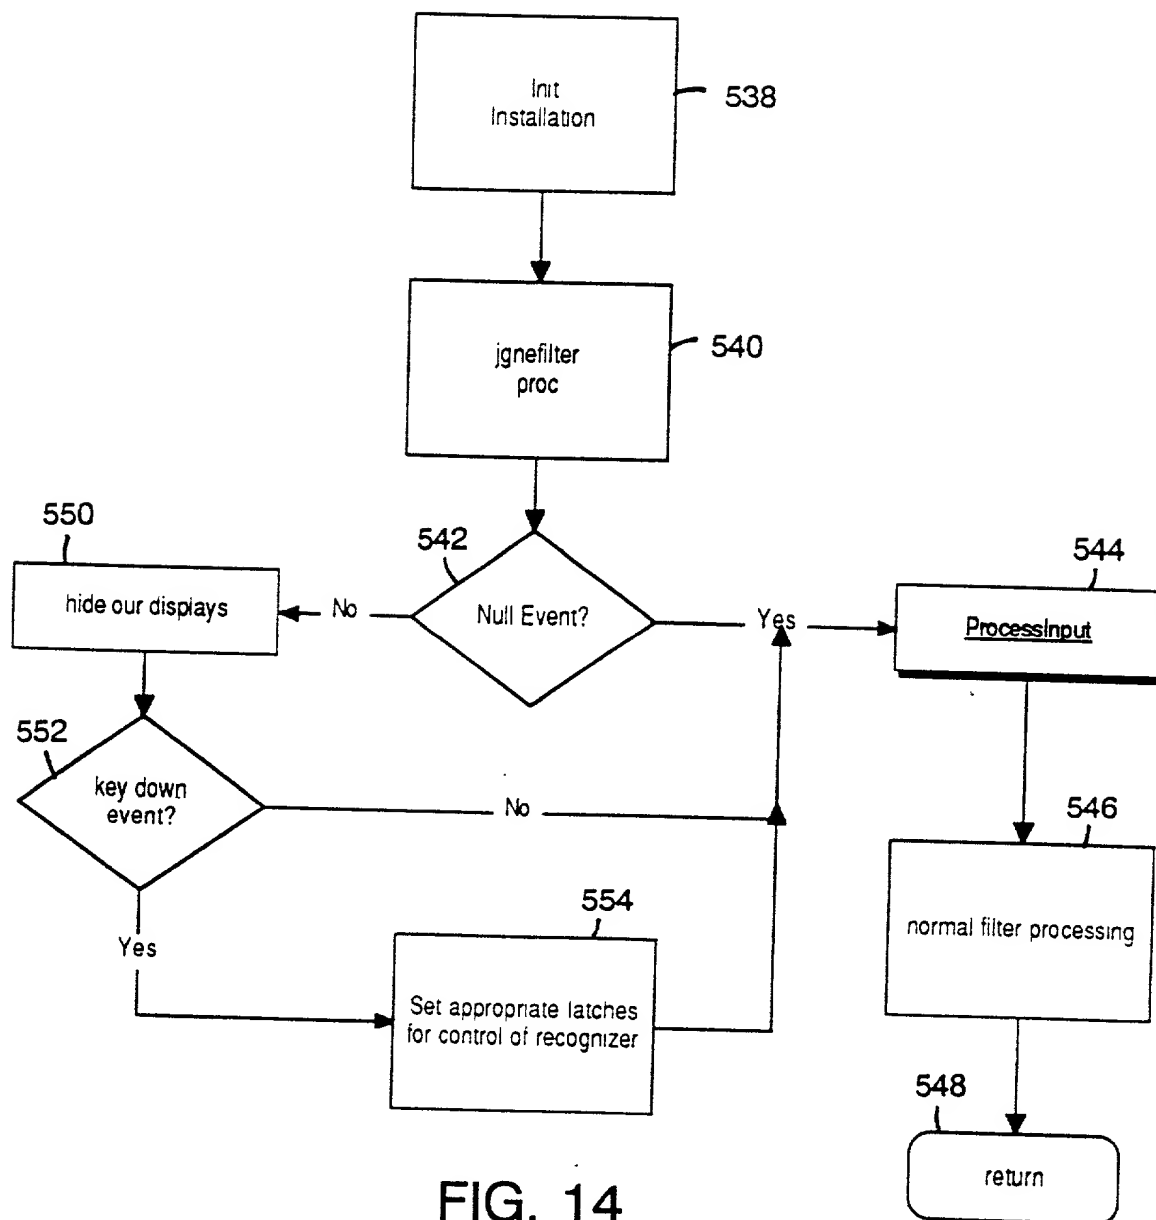 Init
Installation
538
jgnefilter
proc
540
550
542
544
hide our displays
No
Null Event?
Yes
ProcessInput
552
key down
event?
No
546
Yes
554
normal filter processing
Set appropriate latches
for control of recognizer
548
return
FIG. 14